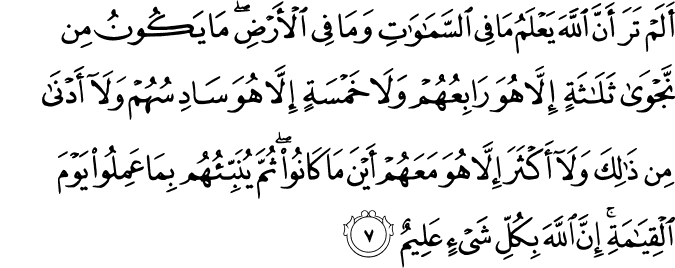 أَلَمْ تَرَ أَنَّ ٱللَّهَ يَعْلَمُ مَا فِى ٱلسَّمَٰوَٰتِ وَمَا فِى ٱلْأَرْضِ ۖ مَا يَكُونُ مِن
نَّجْوَىٰ ثَلَٰثَةٍ إِلَّا هُوَ رَابِعُهُمْ وَلَا خَمْسَةٍ إِلَّا هُوَ سَادِسُهُمْ وَلَآ أَدْنَىٰ
مِن ذَٰلِكَ وَلَآ أَكْثَرَ إِلَّا هُوَ مَعَهُمْ أَيْنَ مَا كَانُوا۟ ۖ ثُمَّ يُنَبِّئُهُم بِمَا عَمِلُوا۟ يَوْمَ
ٱلْقِيَٰمَةِ ۚ إِنَّ ٱللَّهَ بِكُلِّ شَىْءٍ عَلِيمٌ ٧